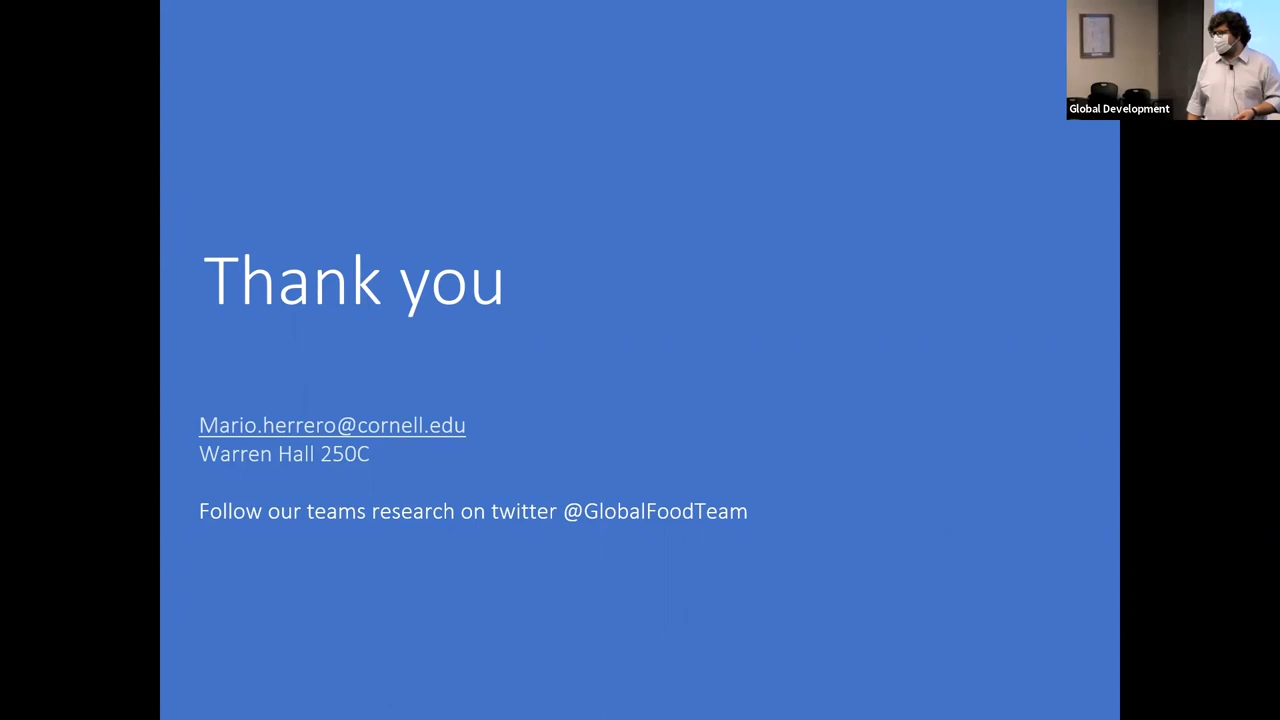 Global Development
Thank you
Mario.herrero@cornell.edu
Warren Hall 250C
Follow our teams research on twitter @GlobalFoodTeam